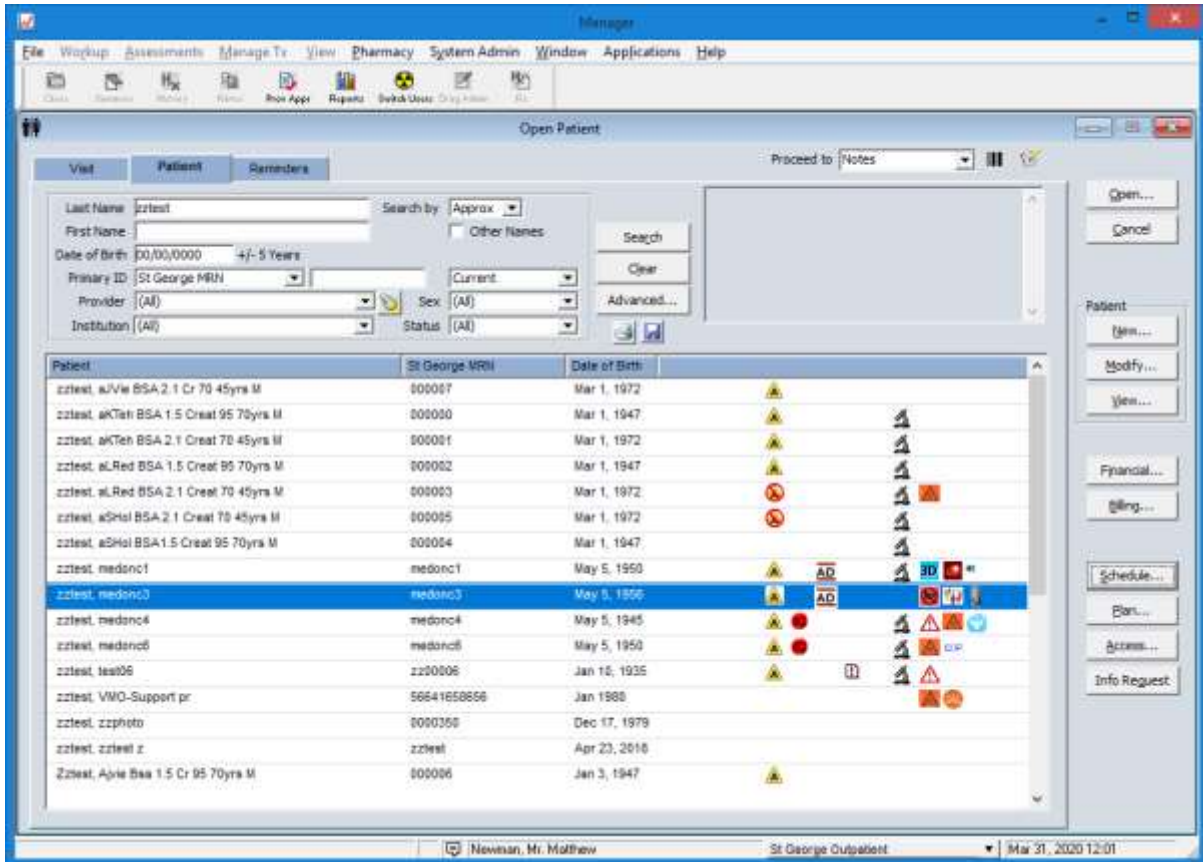 Manager
File Workup Assessments Manage Tx View Pharmacy System Admin Window Applications Help
Prior Appr Reports Switch Users
Open Patient
Visit Patient Reminders Proceed to Notes
Last Name zztest Search by Approx
First Name Other Names
Date of Birth 00/00/0000 +/- 5 Years
Primary ID St George MRN Current
Provider (All) Sex (All)
Institution (All) Status (All)
Search
Clear
Advanced...
Open...
Cancel
Patient
New...
Modify...
View...
Financial...
Billing...
Schedule...
Plan...
Access...
Info Request
Patient St George MRN Date of Birth
zztest, aJVie BSA 2.1 Cr 70 45yrs M 000007 Mar 1, 1972
zztest, aKTeh BSA 1.5 Creat 95 70yrs M 000000 Mar 1, 1947
zztest, aKTeh BSA 2.1 Creat 70 45yrs M 000001 Mar 1, 1972
zztest, aLRed BSA 1.5 Creat 95 70yrs M 000002 Mar 1, 1947
zztest, aLRed BSA 2.1 Creat 70 45yrs M 000003 Mar 1, 1972
zztest, aSHol BSA 2.1 Creat 70 45yrs M 000005 Mar 1, 1972
zztest, aSHol BSA1.5 Creat 95 70yrs M 000004 Mar 1, 1947
zztest, medonc1 medonc1 May 5, 1950 AD 3D
zztest, medonc3 medonc3 May 5, 1956 AD
zztest, medonc4 medonc4 May 5, 1945
zztest, medonc6 medonc6 May 5, 1950
zztest, test06 zz00006 Jan 10, 1935
zztest, VMO-Support pr 56641658656 Jan 1980
zztest, zzphoto 0000350 Dec 17, 1979
zztest, zztest z zztest Apr 23, 2018
Zztest, Ajvie Bsa 1.5 Cr 95 70yrs M 000006 Jan 3, 1947
Newman, Mr. Matthew St George Outpatient Mar 31, 2020 12:01